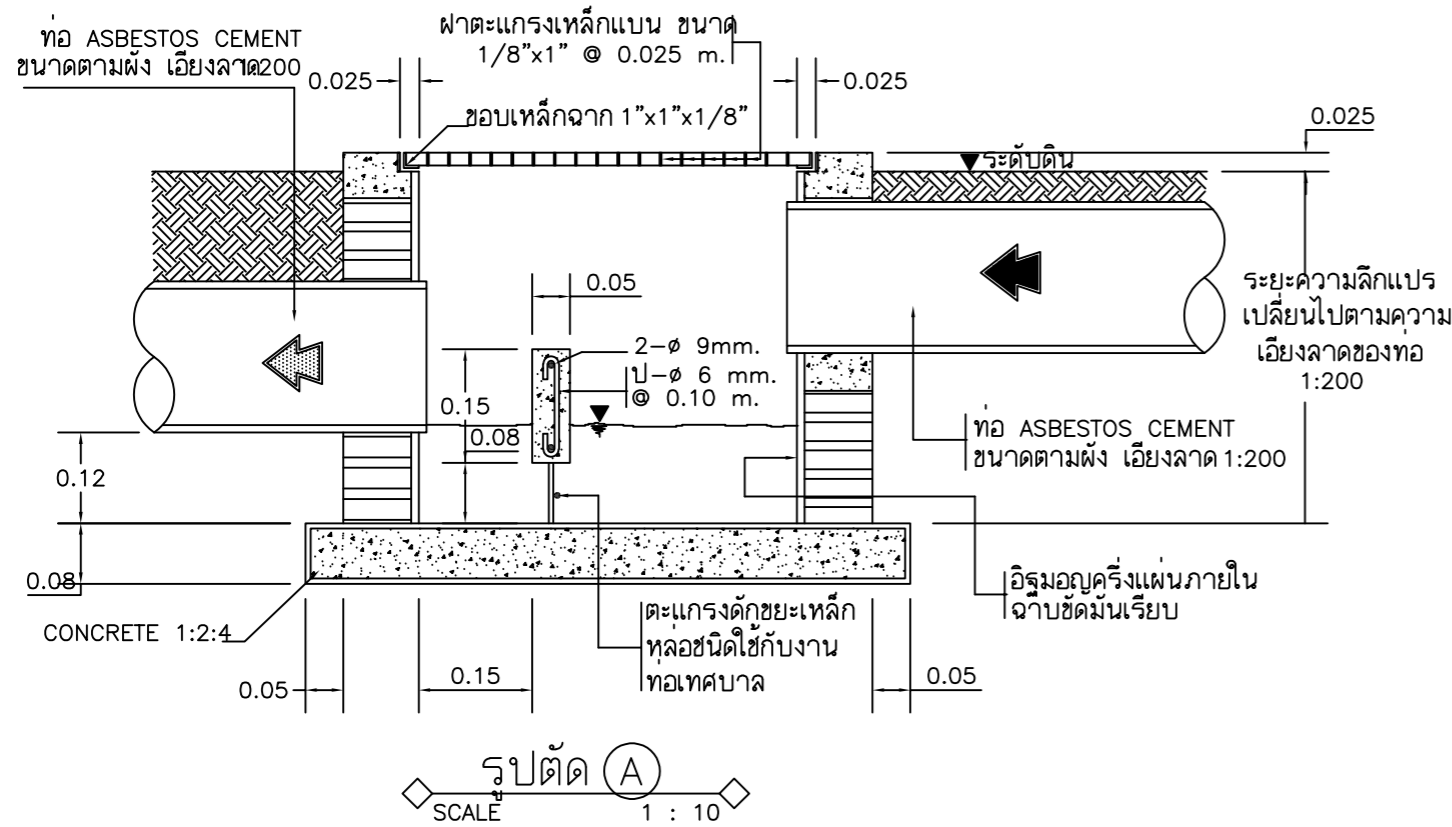 ท่อ ASBESTOS CEMENT
ขนาดตามผัง เอียงลาด1:200
ฝาตะแกรงเหล็กแบน ขนาด
1/8"x1" @ 0.025 m.
0.025
0.025
ขอบเหล็กฉาก 1"x1"x1/8"
0.025
ระดับดิน
0.05
ระยะความลึกแปร
เปลี่ยนไปตามความ
เอียงลาดของท่อ
1:200
2-ø 9mm.
ป-ø 6 mm.
@ 0.10 m.
0.15
0.08
0.12
ท่อ ASBESTOS CEMENT
ขนาดตามผัง เอียงลาด 1:200
0.08
CONCRETE 1:2:4
อิฐมอญครึ่งแผ่นภายใน
ฉาบขัดมันเรียบ
ตะแกรงดักขยะเหล็ก
หล่อชนิดใช้กับงาน
ท่อเทศบาล
0.05
0.15
0.05
รูปตัด A
SCALE 1 : 10